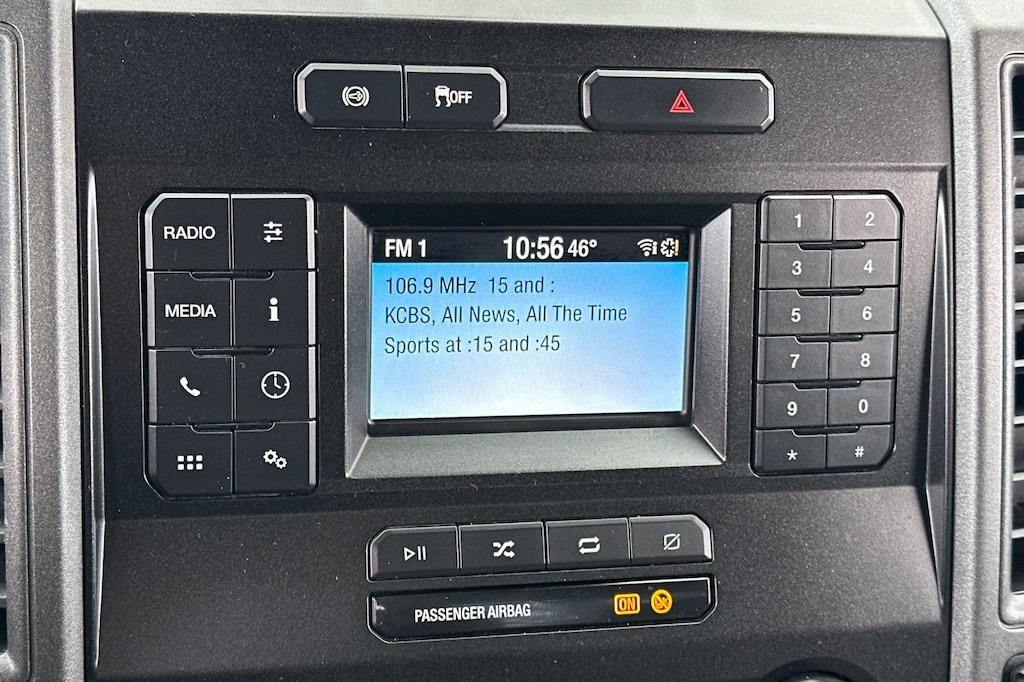 OFF
RADIO
MEDIA
FM 1 10:56 46°
106.9 MHz 15 and :
KCBS, All News, All The Time
Sports at :15 and :45
1 2
3 4
5 6
7 8
9 0
* #
PASSENGER AIRBAG ON